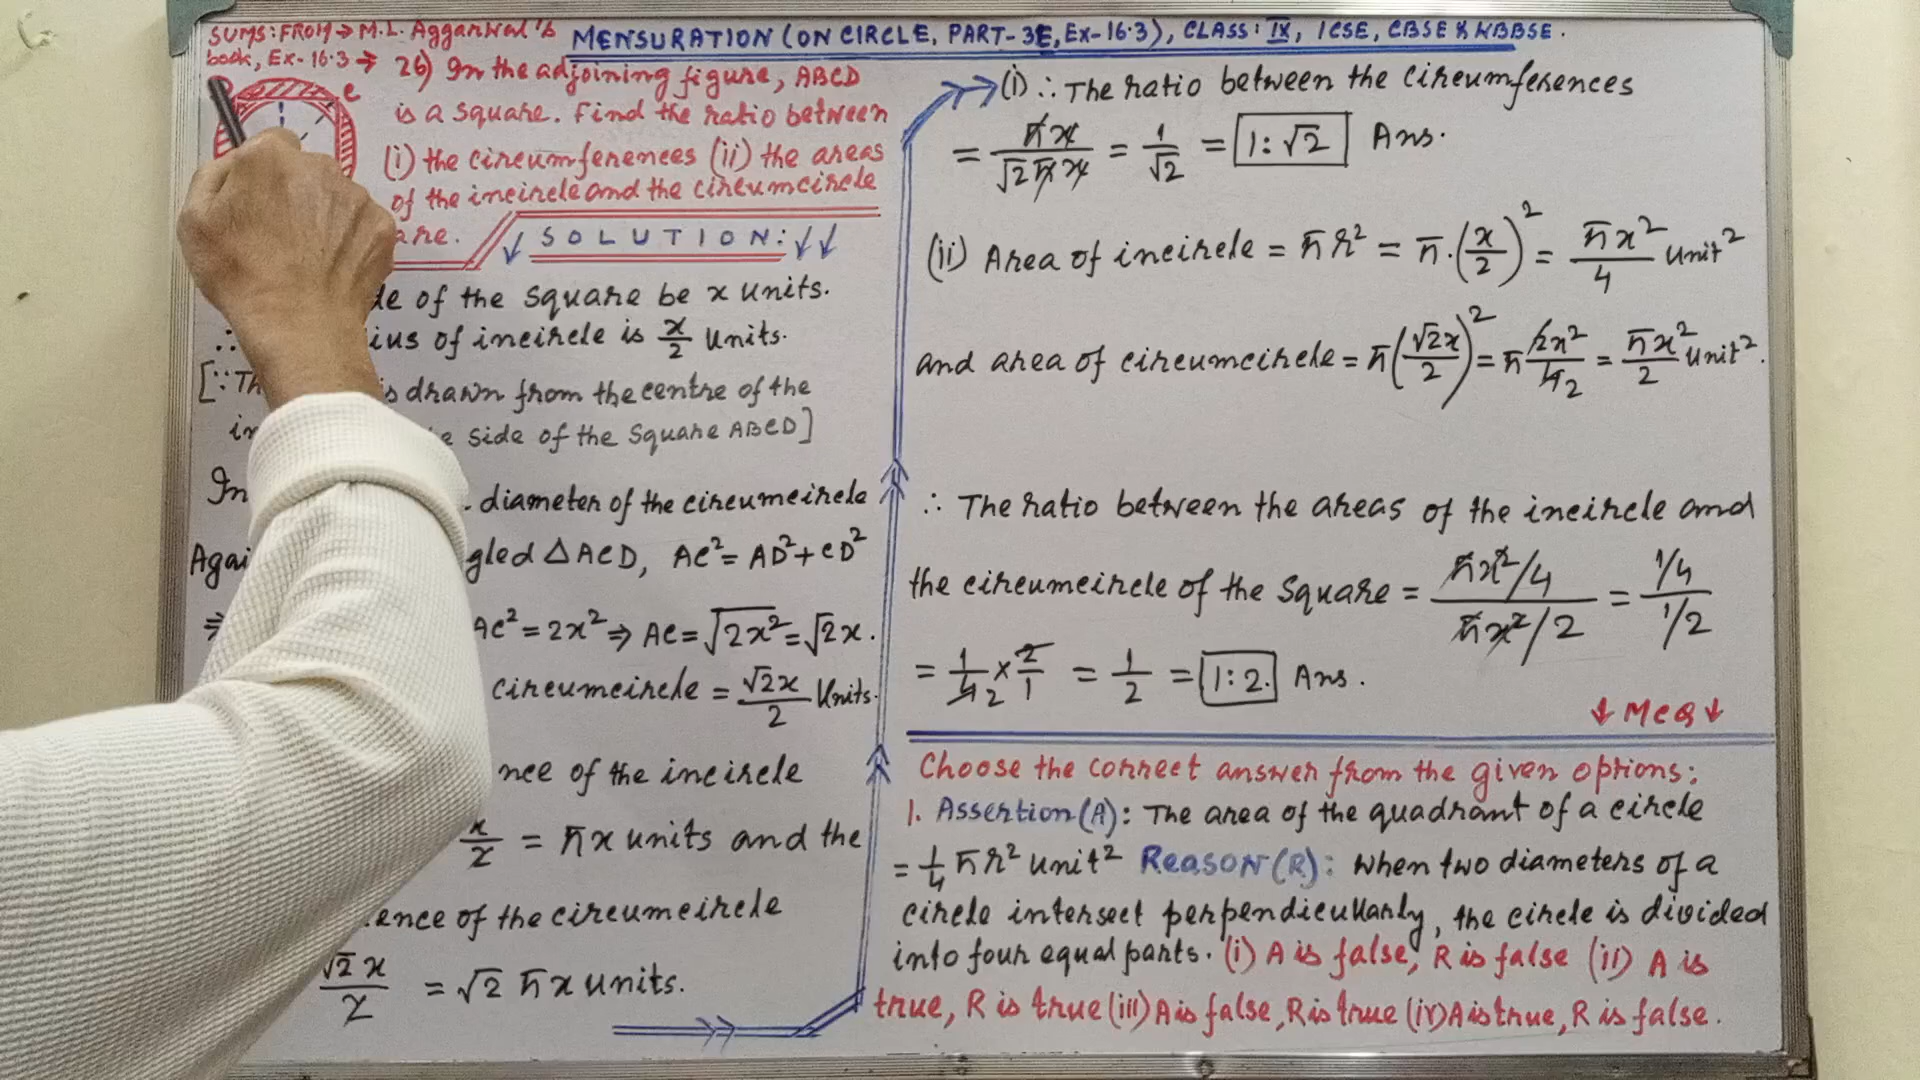 SUMS: FROM → M.L. Aggarwal's
book, Ex-16.3 →
MENSURATION (ON CIRCLE, PART-3E, Ex-16.3), CLASS: IX, ICSE, CBSE & WBBSE.
26) In the adjoining figure, ABCD
is a square. Find the ratio between
(i) the circumferences (ii) the areas
of the incircle and the circumcircle
are.
C
↓ SOLUTION: ↓↓
of the square be x units.
of incircle is x/2 units.
[∵
is drawn from the centre of the
side of the square ABCD]
In
diameter of the circumcircle
△ACD, AC² = AD² + CD²
⇒ AC² = 2x² ⇒ AC = √2x² = √2x.
circumcircle = √2x/2 Units.
of the incircle
x/2 = πx units and the
of the circumcircle
√2x/2 = √2 πx units.
(i) ∴ The ratio between the circumferences
= πx/√2πx = 1/√2 = 1:√2 Ans.
(ii) Area of incircle = πr² = π.(x/2)² = πx²/4 unit²
and area of circumcircle = π(√2x/2)² = π2x²/4 2 = πx²/2 unit².
∴ The ratio between the areas of the incircle and
the circumcircle of the square = πx²/4 / πx²/2 = 1/4 / 1/2
= 1/4 2 × 2/1 = 1/2 = 1:2. Ans.
↓ MCQ ↓
Choose the correct answer from the given options:
1. Assertion (A): The area of the quadrant of a circle
= 1/4 πr² unit² Reason (R): When two diameters of a
circle intersect perpendicularly, the circle is divided
into four equal parts. (i) A is false, R is false (ii) A is
true, R is true (iii) A is false, R is true (iv) A is true, R is false.